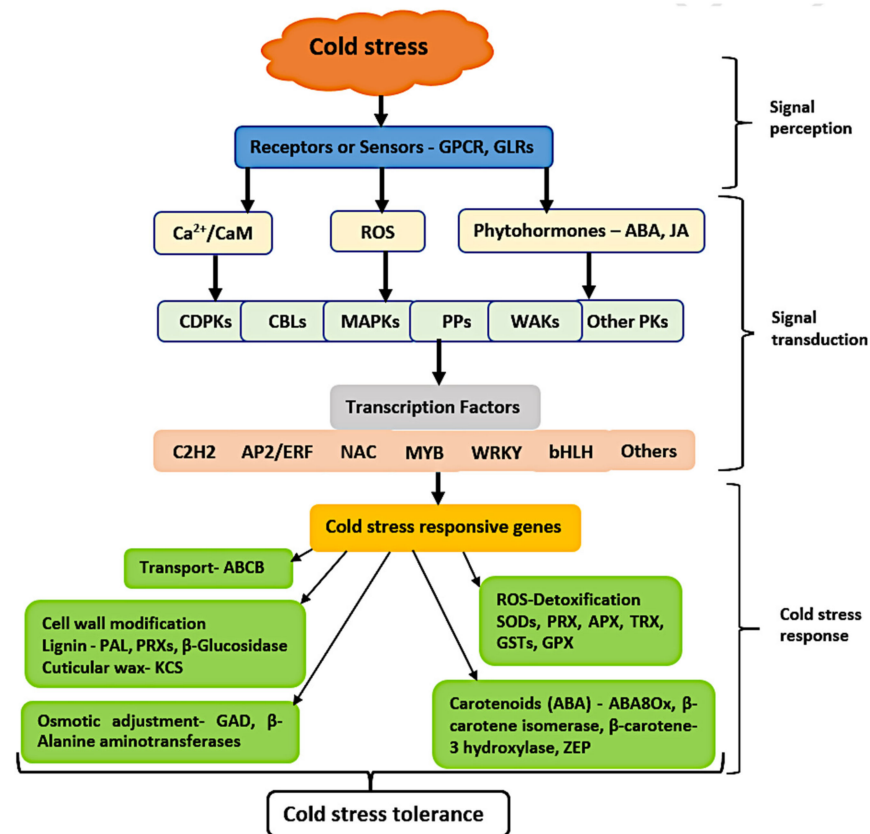 Cold stress
Signal
perception
Receptors or Sensors - GPCR, GLRs
Ca²⁺/CaM
ROS
Phytohormones – ABA, JA
CDPKs
CBLs
MAPKs
PPs
WAKs
Other PKs
Signal
transduction
Transcription Factors
C2H2 AP2/ERF NAC MYB WRKY bHLH Others
Cold stress responsive genes
Transport- ABCB
Cell wall modification
Lignin - PAL, PRXs, β-Glucosidase
Cuticular wax- KCS
Osmotic adjustment- GAD, β-
Alanine aminotransferases
ROS-Detoxification
SODs, PRX, APX, TRX,
GSTs, GPX
Carotenoids (ABA) - ABA8Ox, β-
carotene isomerase, β-carotene-
3 hydroxylase, ZEP
Cold stress
response
Cold stress tolerance